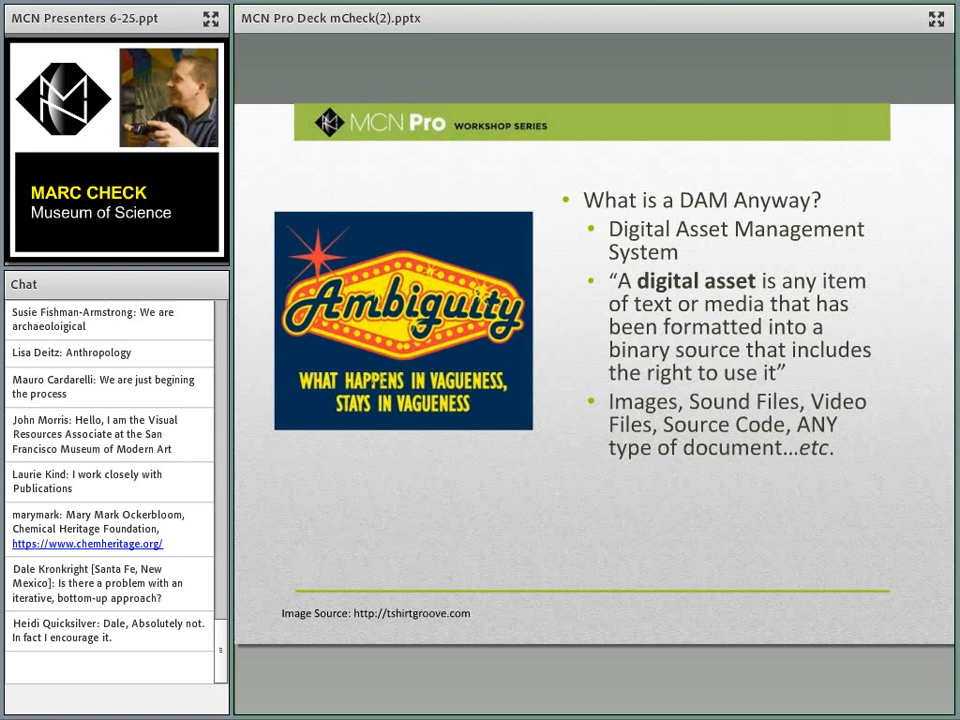 MCN Presenters 6-25.ppt
MARC CHECK
Museum of Science
Chat
Susie Fishman-Armstrong: We are
archaeoloigical
Lisa Deitz: Anthropology
Mauro Cardarelli: We are just begining
the process
John Morris: Hello, I am the Visual
Resources Associate at the San
Francisco Museum of Modern Art
Laurie Kind: I work closely with
Publications
marymark: Mary Mark Ockerbloom,
Chemical Heritage Foundation,
https://www.chemheritage.org/
Dale Kronkright [Santa Fe, New
Mexico]: Is there a problem with an
iterative, bottom-up approach?
Heidi Quicksilver: Dale, Absolutely not.
In fact I encourage it.
MCN Pro Deck mCheck(2).pptx
MCN Pro WORKSHOP SERIES
Ambiguity
WHAT HAPPENS IN VAGUENESS,
STAYS IN VAGUENESS
• What is a DAM Anyway?
• Digital Asset Management
System
• “A digital asset is any item
of text or media that has
been formatted into a
binary source that includes
the right to use it”
• Images, Sound Files, Video
Files, Source Code, ANY
type of document…etc.
Image Source: http://tshirtgroove.com